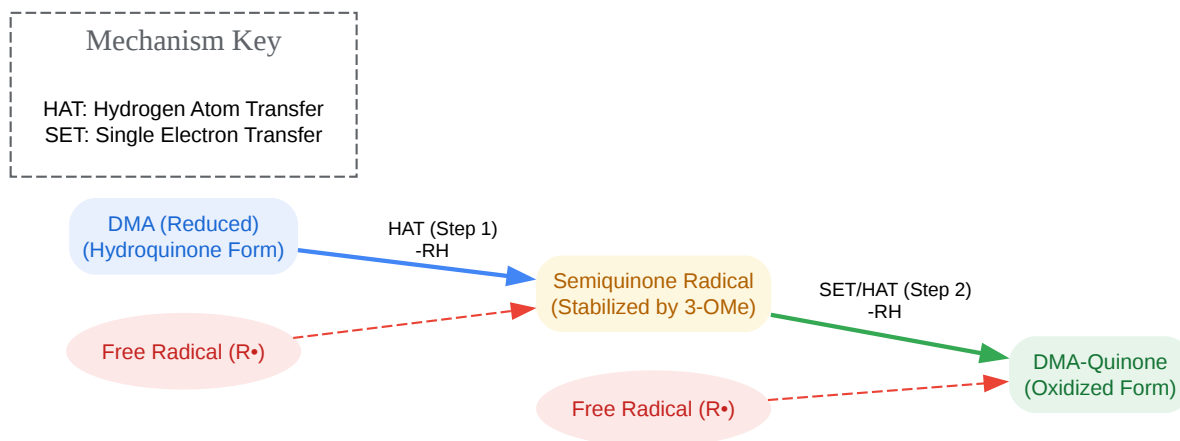 Mechanism Key
HAT: Hydrogen Atom Transfer
SET: Single Electron Transfer
DMA (Reduced)
(Hydroquinone Form)
HAT (Step 1)
-RH
Semiquinone Radical
(Stabilized by 3-OMe)
SET/HAT (Step 2)
-RH
Free Radical (R•)
DMA-Quinone
(Oxidized Form)
Free Radical (R•)